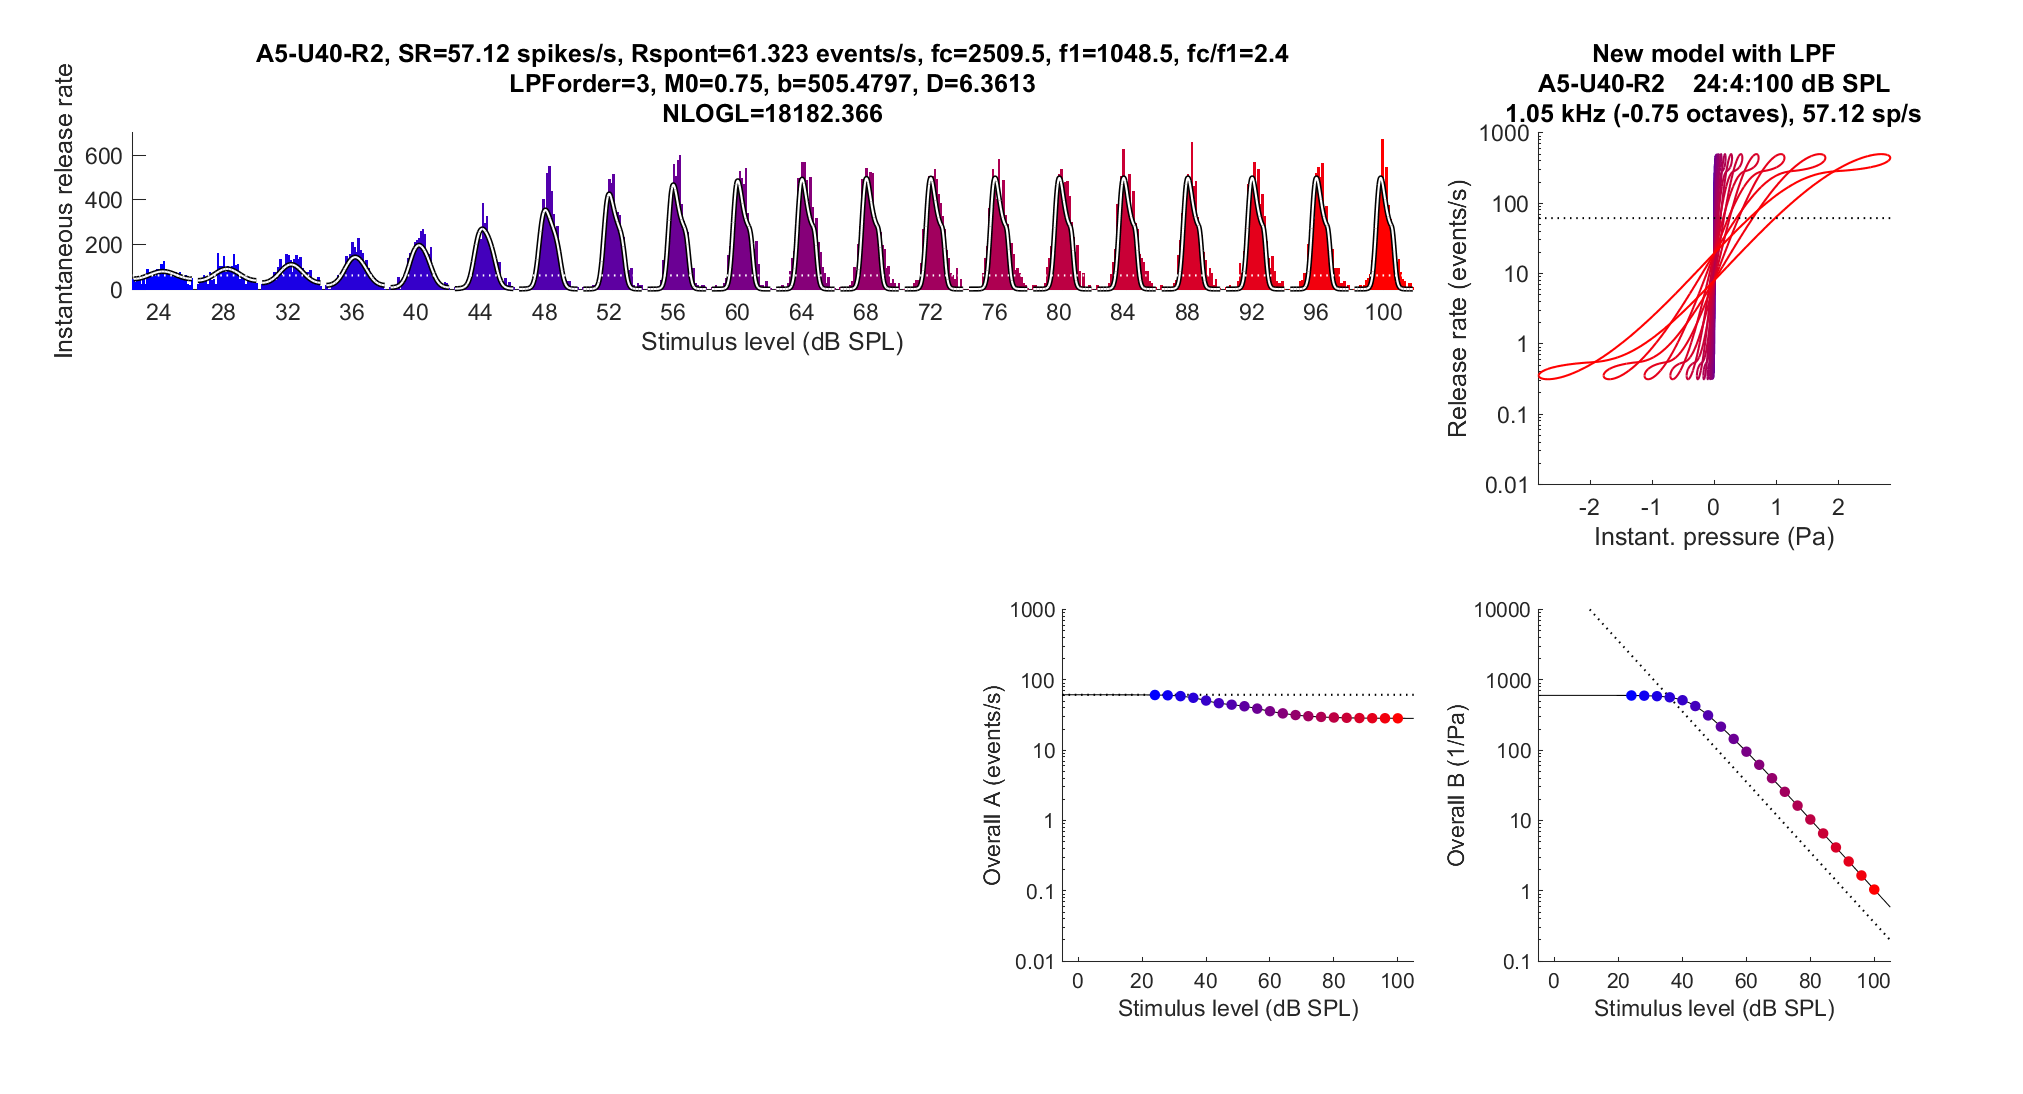 A5-U40-R2, SR=57.12 spikes/s, Rspont=61.323 events/s, fc=2509.5, f1=1048.5, fc/f1=2.4
LPForder=3, M0=0.75, b=505.4797, D=6.3613
NLOGL=18182.366
Instantaneous release rate
600
400
200
0
24 28 32 36 40 44 48 52 56 60 64 68 72 76 80 84 88 92 96 100
Stimulus level (dB SPL)
New model with LPF
A5-U40-R2    24:4:100 dB SPL
1.05 kHz (-0.75 octaves), 57.12 sp/s
Release rate (events/s)
1000
100
10
1
0.1
0.01
-2 -1 0 1 2
Instant. pressure (Pa)
Overall A (events/s)
1000
100
10
1
0.1
0.01
0 20 40 60 80 100
Stimulus level (dB SPL)
Overall B (1/Pa)
10000
1000
100
10
1
0.1
0 20 40 60 80 100
Stimulus level (dB SPL)